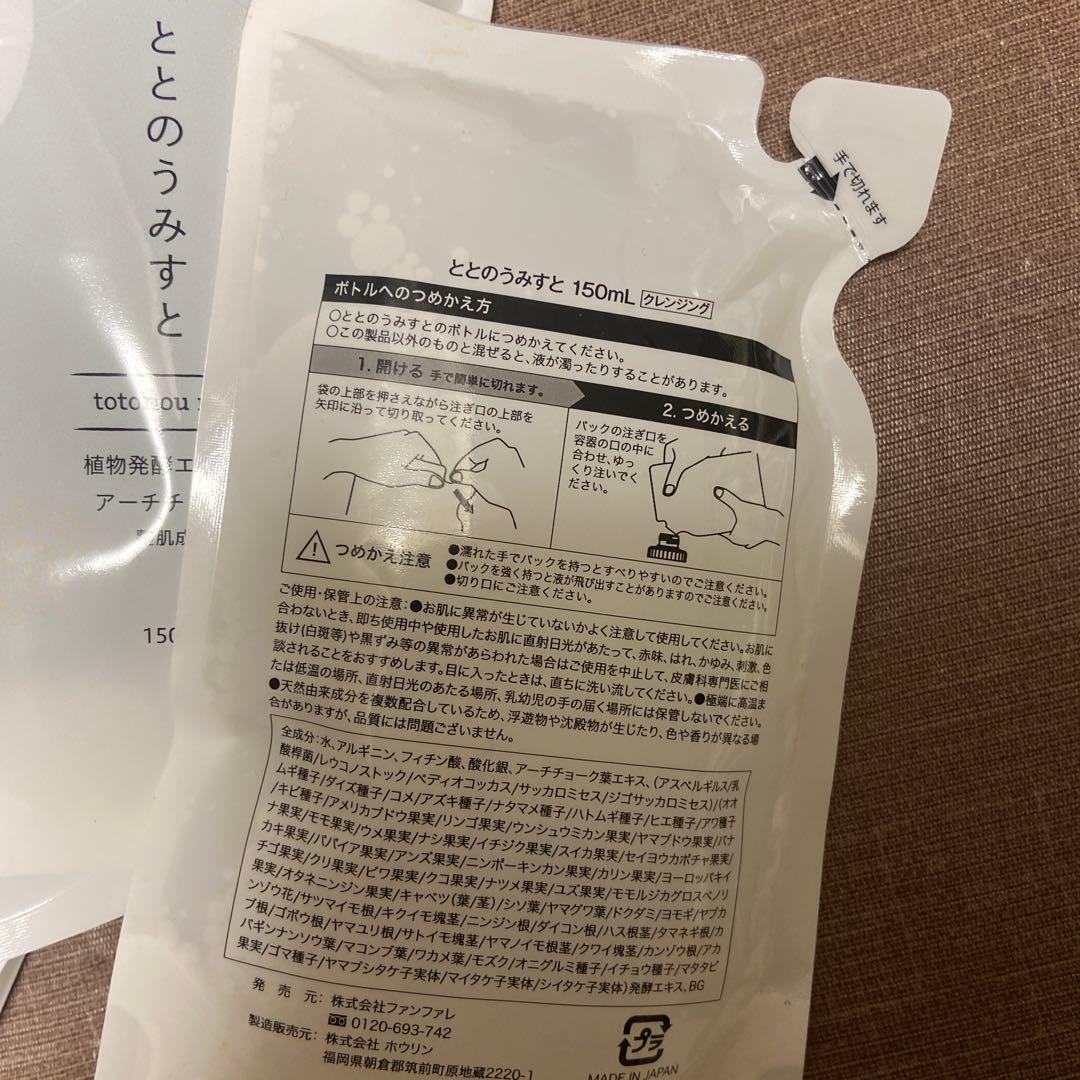 ととのうみすと
totonou
植物発酵エ
アーチチ
肌成
150
手で切れます
ととのうみすと 150mL クレンジング
ボトルへのつめかえ方
○ととのうみすとのボトルにつめかえてください。
○この製品以外のものと混ぜると、液が濁ったりすることがあります。
1. 開ける 手で簡単に切れます。
袋の上部を押さえながら注ぎ口の上部を
矢印に沿って切り取ってください。
2. つめかえる
パックの注ぎ口を
容器の口の中に
合わせ、ゆっ
くり注いでく
ださい。
つめかえ注意
●濡れた手でパックを持つとすべりやすいのでご注意ください。
●パックを強く持つと液が飛び出すことがありますのでご注意ください。
●切り口にご注意ください。
ご使用・保管上の注意:●お肌に異常が生じていないかよく注意して使用してください。お肌に
合わないとき、即ち使用中や使用したお肌に直射日光があたって、赤味、はれ、かゆみ、刺激、色
抜け(白斑等)や黒ずみ等の異常があらわれた場合はご使用を中止して、皮膚科専門医にご相
談されることをおすすめします。目に入ったときは、直ちに洗い流してください。●極端に高温ま
たは低温の場所、直射日光のあたる場所、乳幼児の手の届く場所には保管しないでください。
●天然由来成分を複数配合しているため、浮遊物や沈殿物が生じたり、色や香りが異なる場
合がありますが、品質には問題ございません。
全成分:水、アルギニン、フィチン酸、酸化銀、アーチチョーク葉エキス、(アスペルギルス/乳
酸桿菌/レウコノストック/ペディオコッカス/サッカロミセス/ジゴサッカロミセス)/(オオ
ムギ種子/ダイズ種子/コメ/アズキ種子/ナタマメ種子/ハトムギ種子/ヒエ種子/アワ種子
/キビ種子/アメリカブドウ果実/リンゴ果実/ウンシュウミカン果実/ヤマブドウ果実/バナ
ナ果実/モモ果実/ウメ果実/ナシ果実/イチジク果実/スイカ果実/セイヨウカボチャ果実/
カキ果実/パパイア果実/アンズ果実/ニンポーキンカン果実/カリン果実/ヨーロッパキイ
チゴ果実/クリ果実/ビワ果実/クコ果実/ナツメ果実/ユズ果実/モモルジカグロスベノリ
果実/オタネニンジン果実/キャベツ(葉/茎)/シソ葉/ヤマグワ葉/ドクダミ/ヨモギ/ヤブカ
ンゾウ花/サツマイモ根/キクイモ塊茎/ニンジン根/ダイコン根/ハス根茎/タマネギ根/カ
ブ根/ゴボウ根/ヤマユリ根/サトイモ塊茎/ヤマノイモ根茎/クワイ塊茎/カンゾウ根/アカ
バギンナンソウ葉/マコンブ葉/ワカメ葉/モズク/オニグルミ種子/イチョウ種子/マタタビ
果実/ゴマ種子/ヤマブシタケ子実体/マイタケ子実体/シイタケ子実体)発酵エキス、BG
発 売 元: 株式会社ファンファレ
0120-693-742
製造販売元: 株式会社 ホウリン
福岡県朝倉郡筑前町原地蔵2220-1
プラ
MADE IN JAPAN